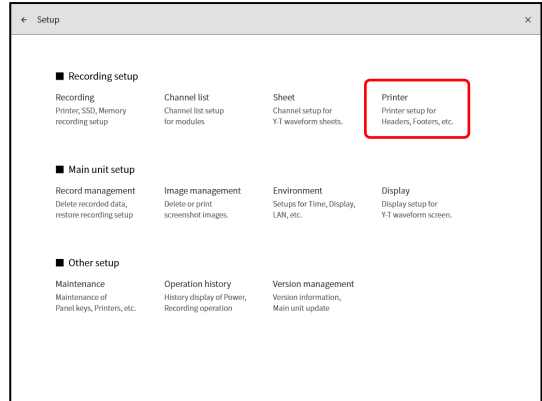 ← Setup ×
■ Recording setup
Recording
Printer, SSD, Memory
recording setup
Channel list
Channel list setup
for modules
Sheet
Channel setup for
Y-T waveform sheets.
Printer
Printer setup for
Headers, Footers, etc.
■ Main unit setup
Record management
Delete recorded data,
restore recording setup
Image management
Delete or print
screenshot images.
Environment
Setups for Time, Display,
LAN, etc.
Display
Display setup for
Y-T waveform screen.
■ Other setup
Maintenance
Maintenance of
Panel keys, Printers, etc.
Operation history
History display of Power,
Recording operation
Version management
Version information,
Main unit update